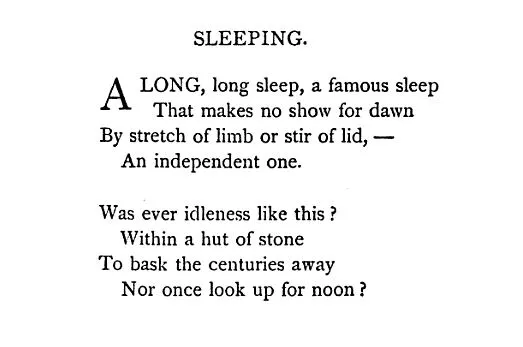 SLEEPING.
A LONG, long sleep, a famous sleep
That makes no show for dawn
By stretch of limb or stir of lid, —
An independent one.
Was ever idleness like this?
Within a hut of stone
To bask the centuries away
Nor once look up for noon?